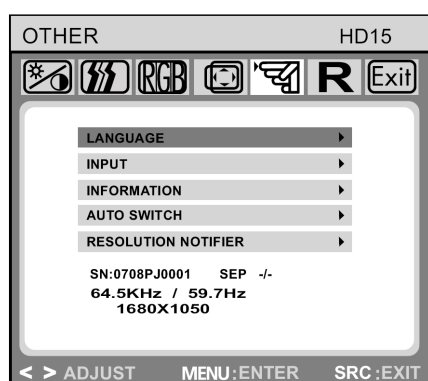 OTHER HD15
RGB R Exit
LANGUAGE
INPUT
INFORMATION
AUTO SWITCH
RESOLUTION NOTIFIER
SN:0708PJ0001 SEP -/-
64.5KHz / 59.7Hz
1680X1050
< > ADJUST MENU:ENTER SRC:EXIT